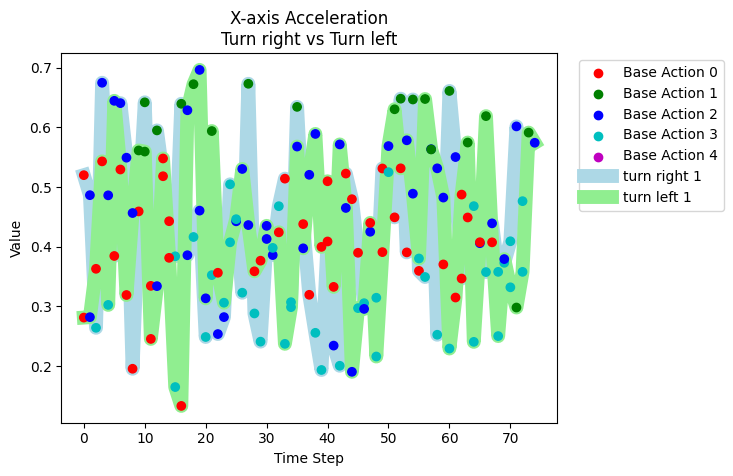 X-axis Acceleration
Turn right vs Turn left
0.7
0.6
0.5
0.4
0.3
0.2
Value
0 10 20 30 40 50 60 70
Time Step
Base Action 0
Base Action 1
Base Action 2
Base Action 3
Base Action 4
turn right 1
turn left 1